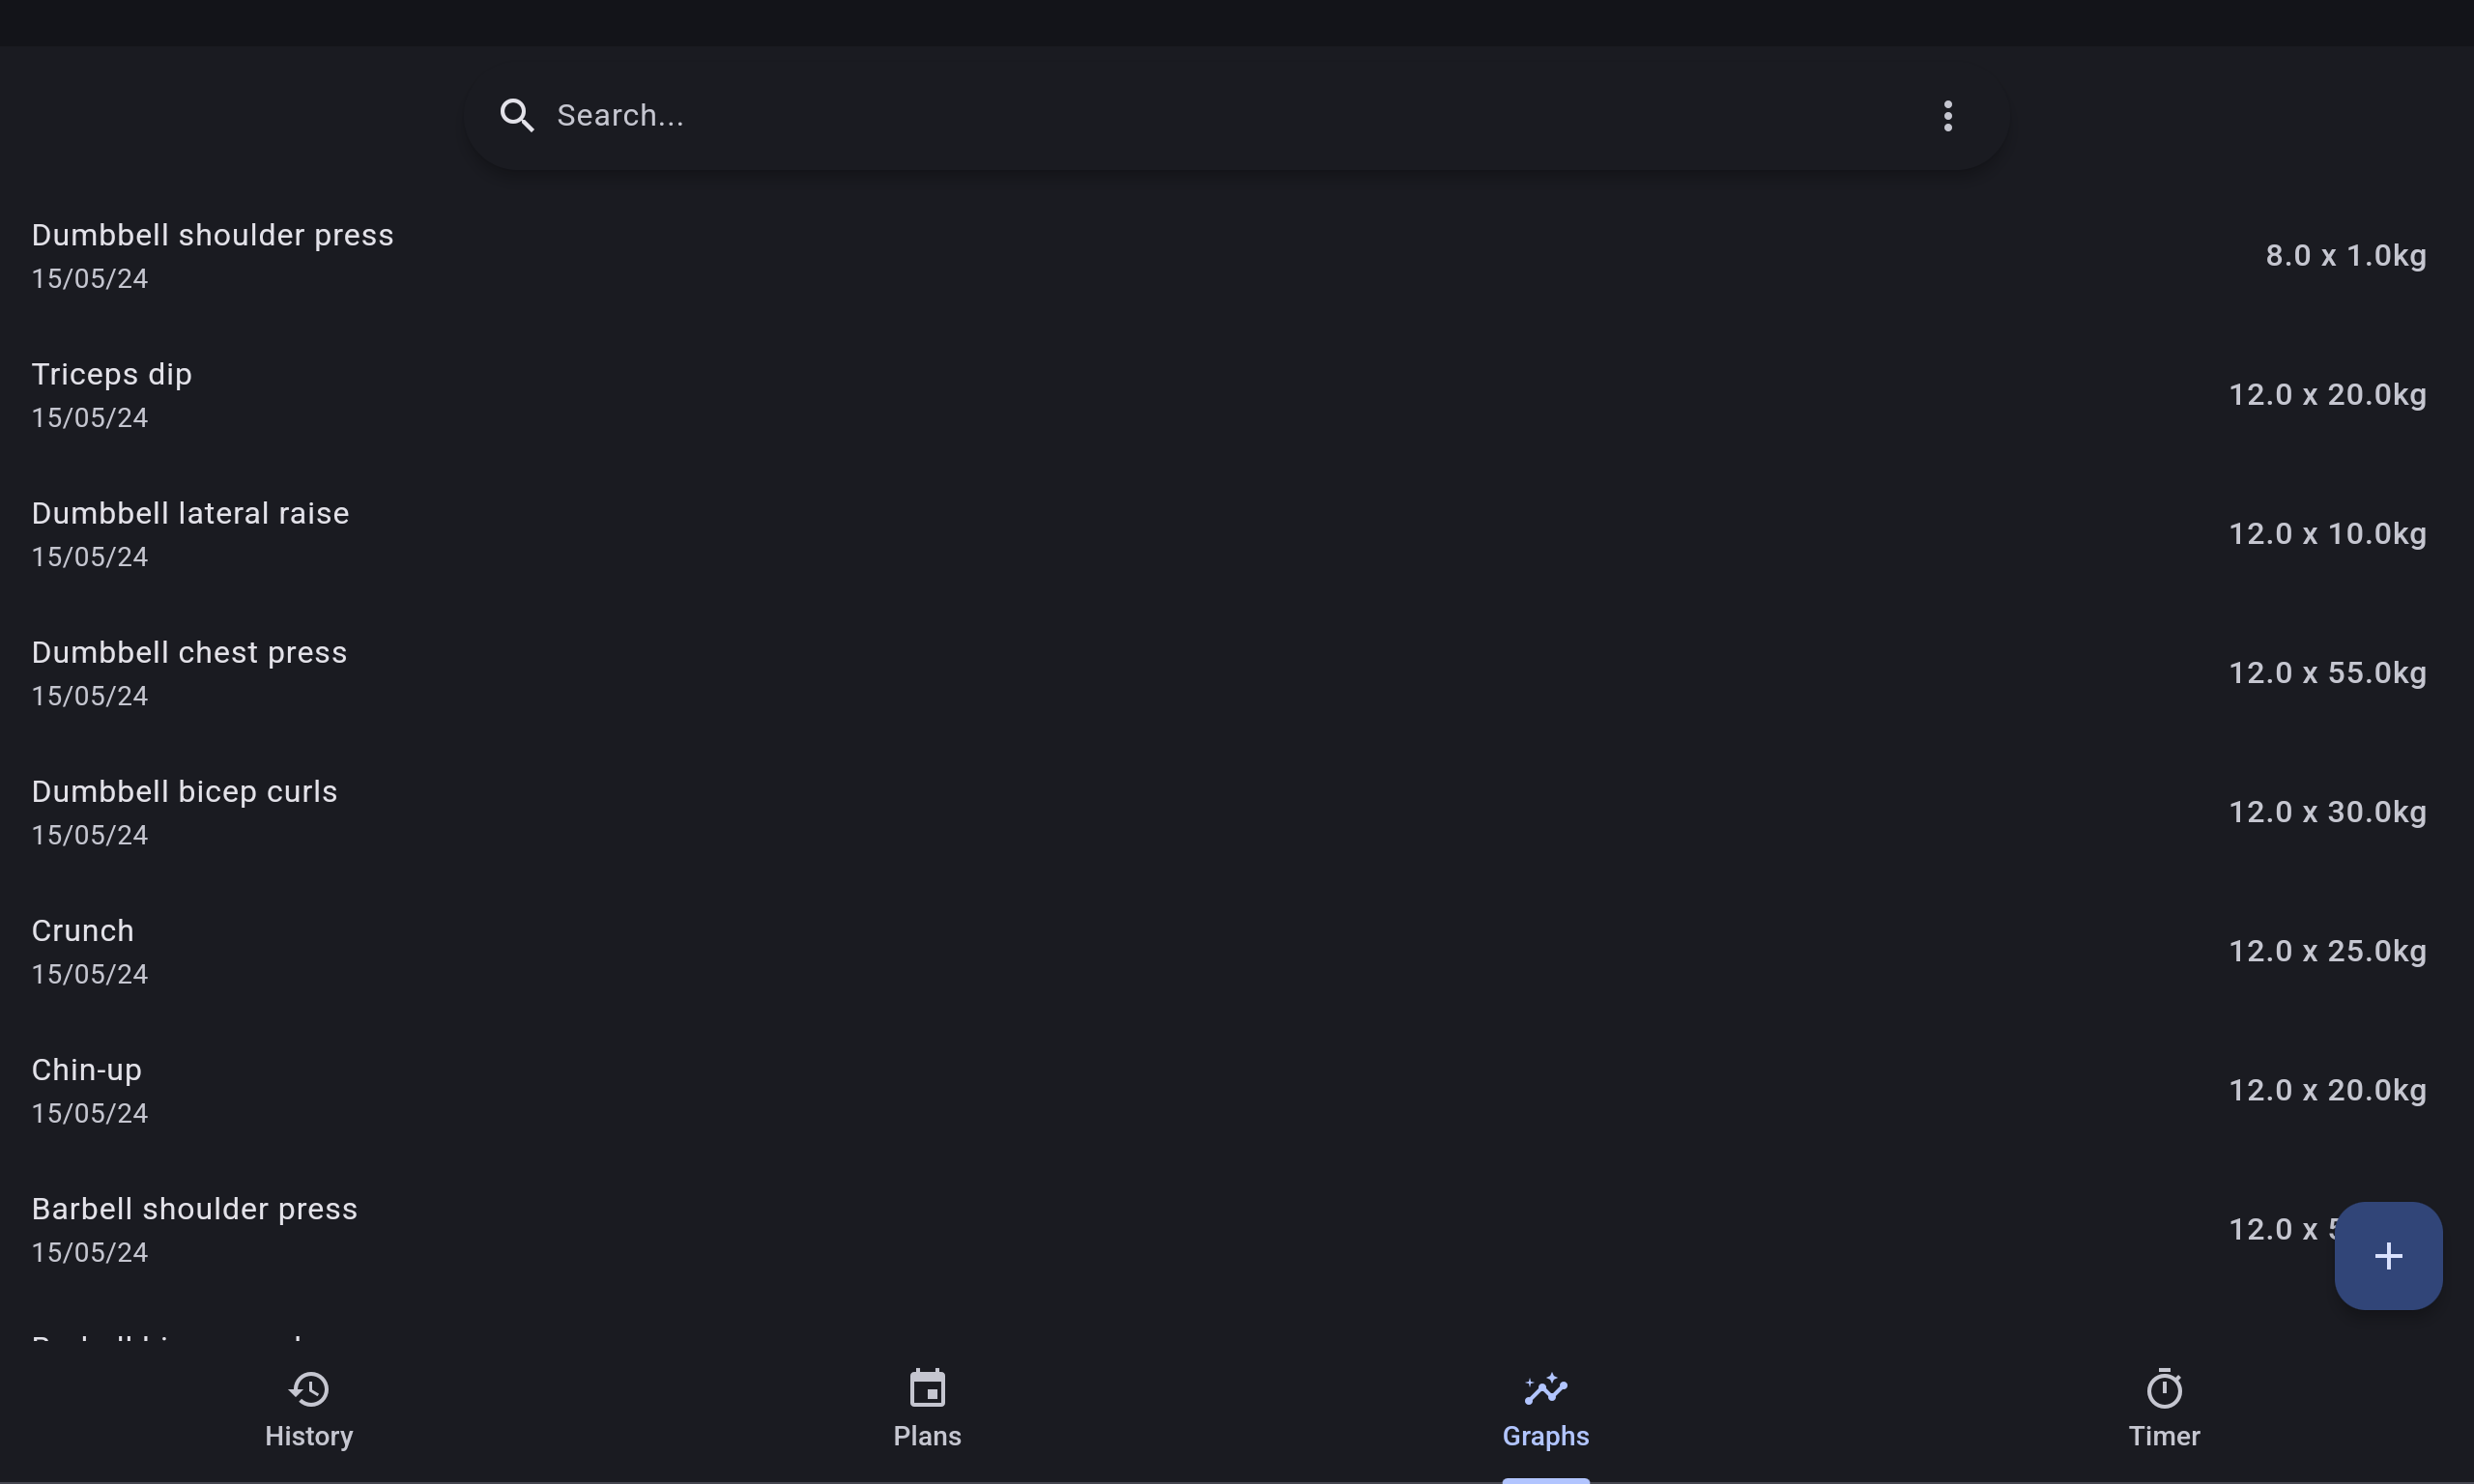 Search...
Dumbbell shoulder press
15/05/24
8.0 x 1.0kg
Triceps dip
15/05/24
12.0 x 20.0kg
Dumbbell lateral raise
15/05/24
12.0 x 10.0kg
Dumbbell chest press
15/05/24
12.0 x 55.0kg
Dumbbell bicep curls
15/05/24
12.0 x 30.0kg
Crunch
15/05/24
12.0 x 25.0kg
Chin-up
15/05/24
12.0 x 20.0kg
Barbell shoulder press
15/05/24
12.0 x
History
Plans
Graphs
Timer